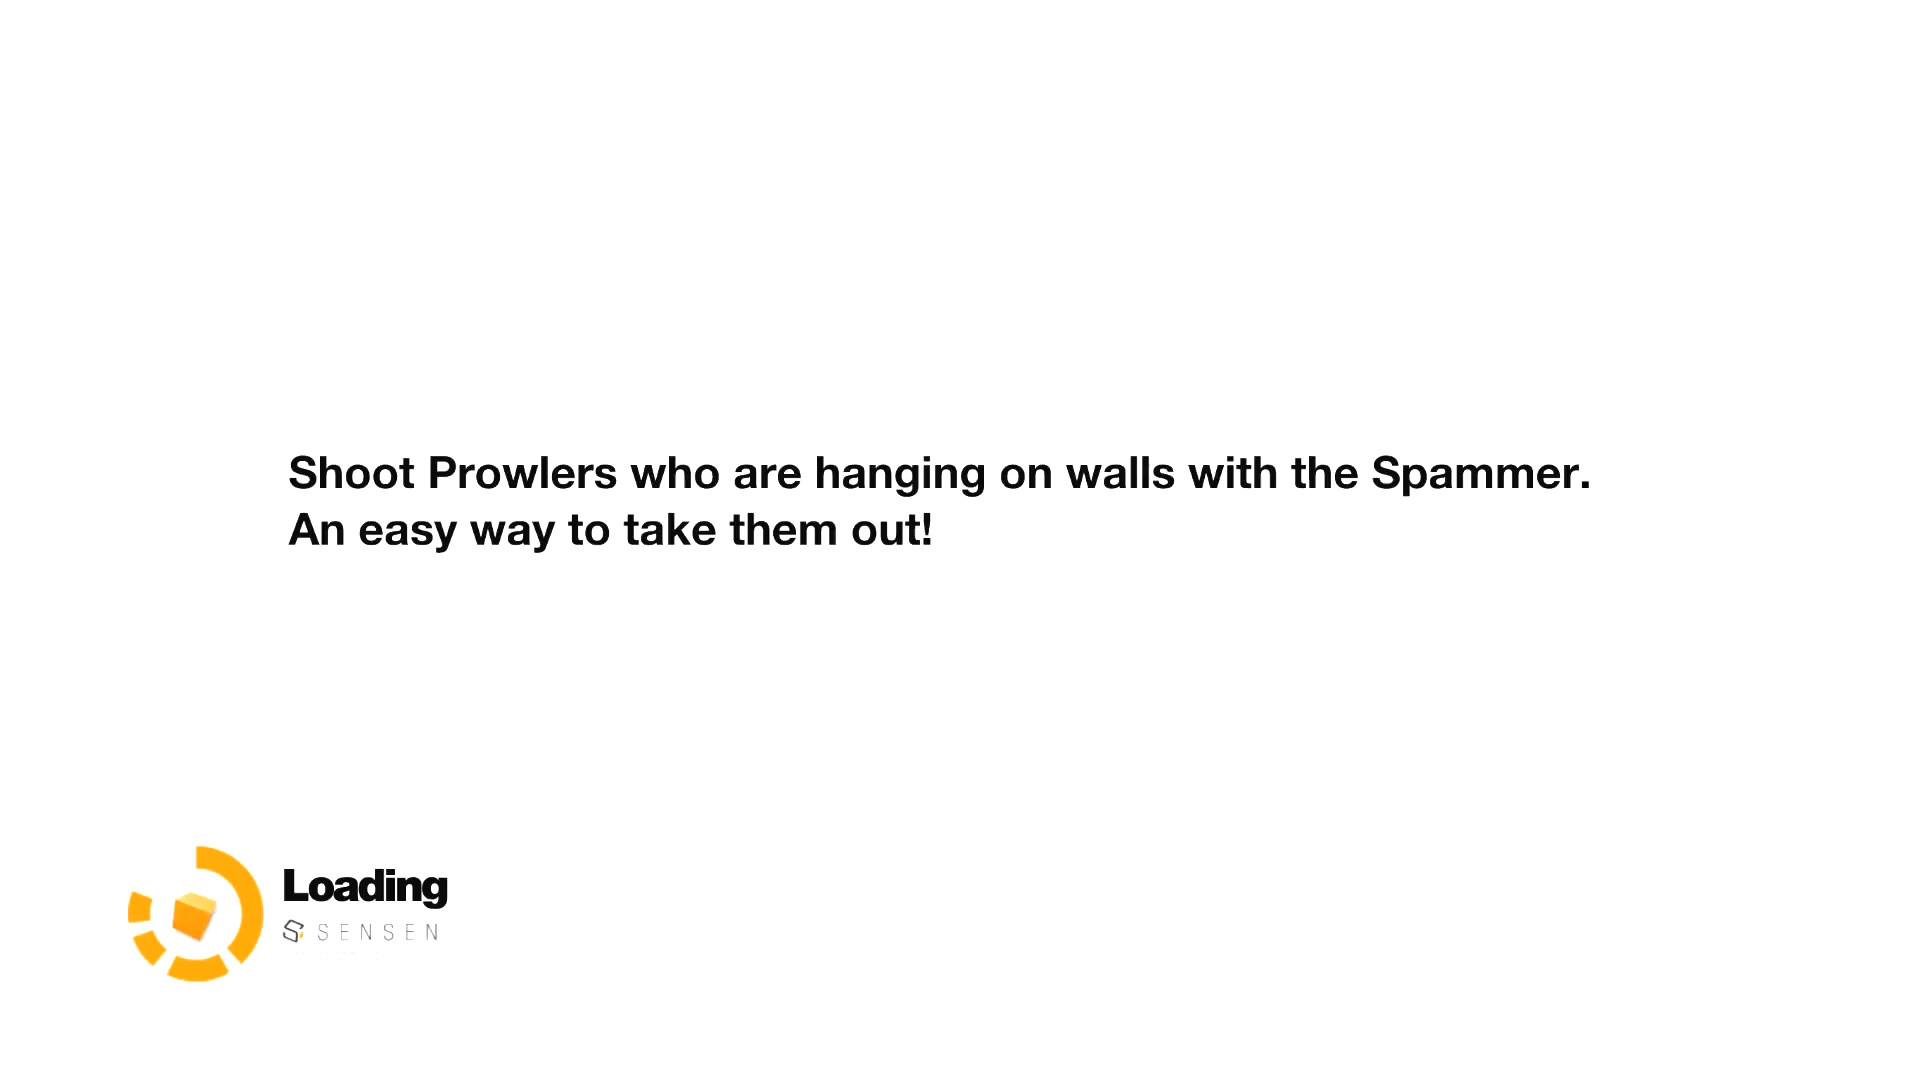 Shoot Prowlers who are hanging on walls with the Spammer.
An easy way to take them out!
Loading
SENSEN